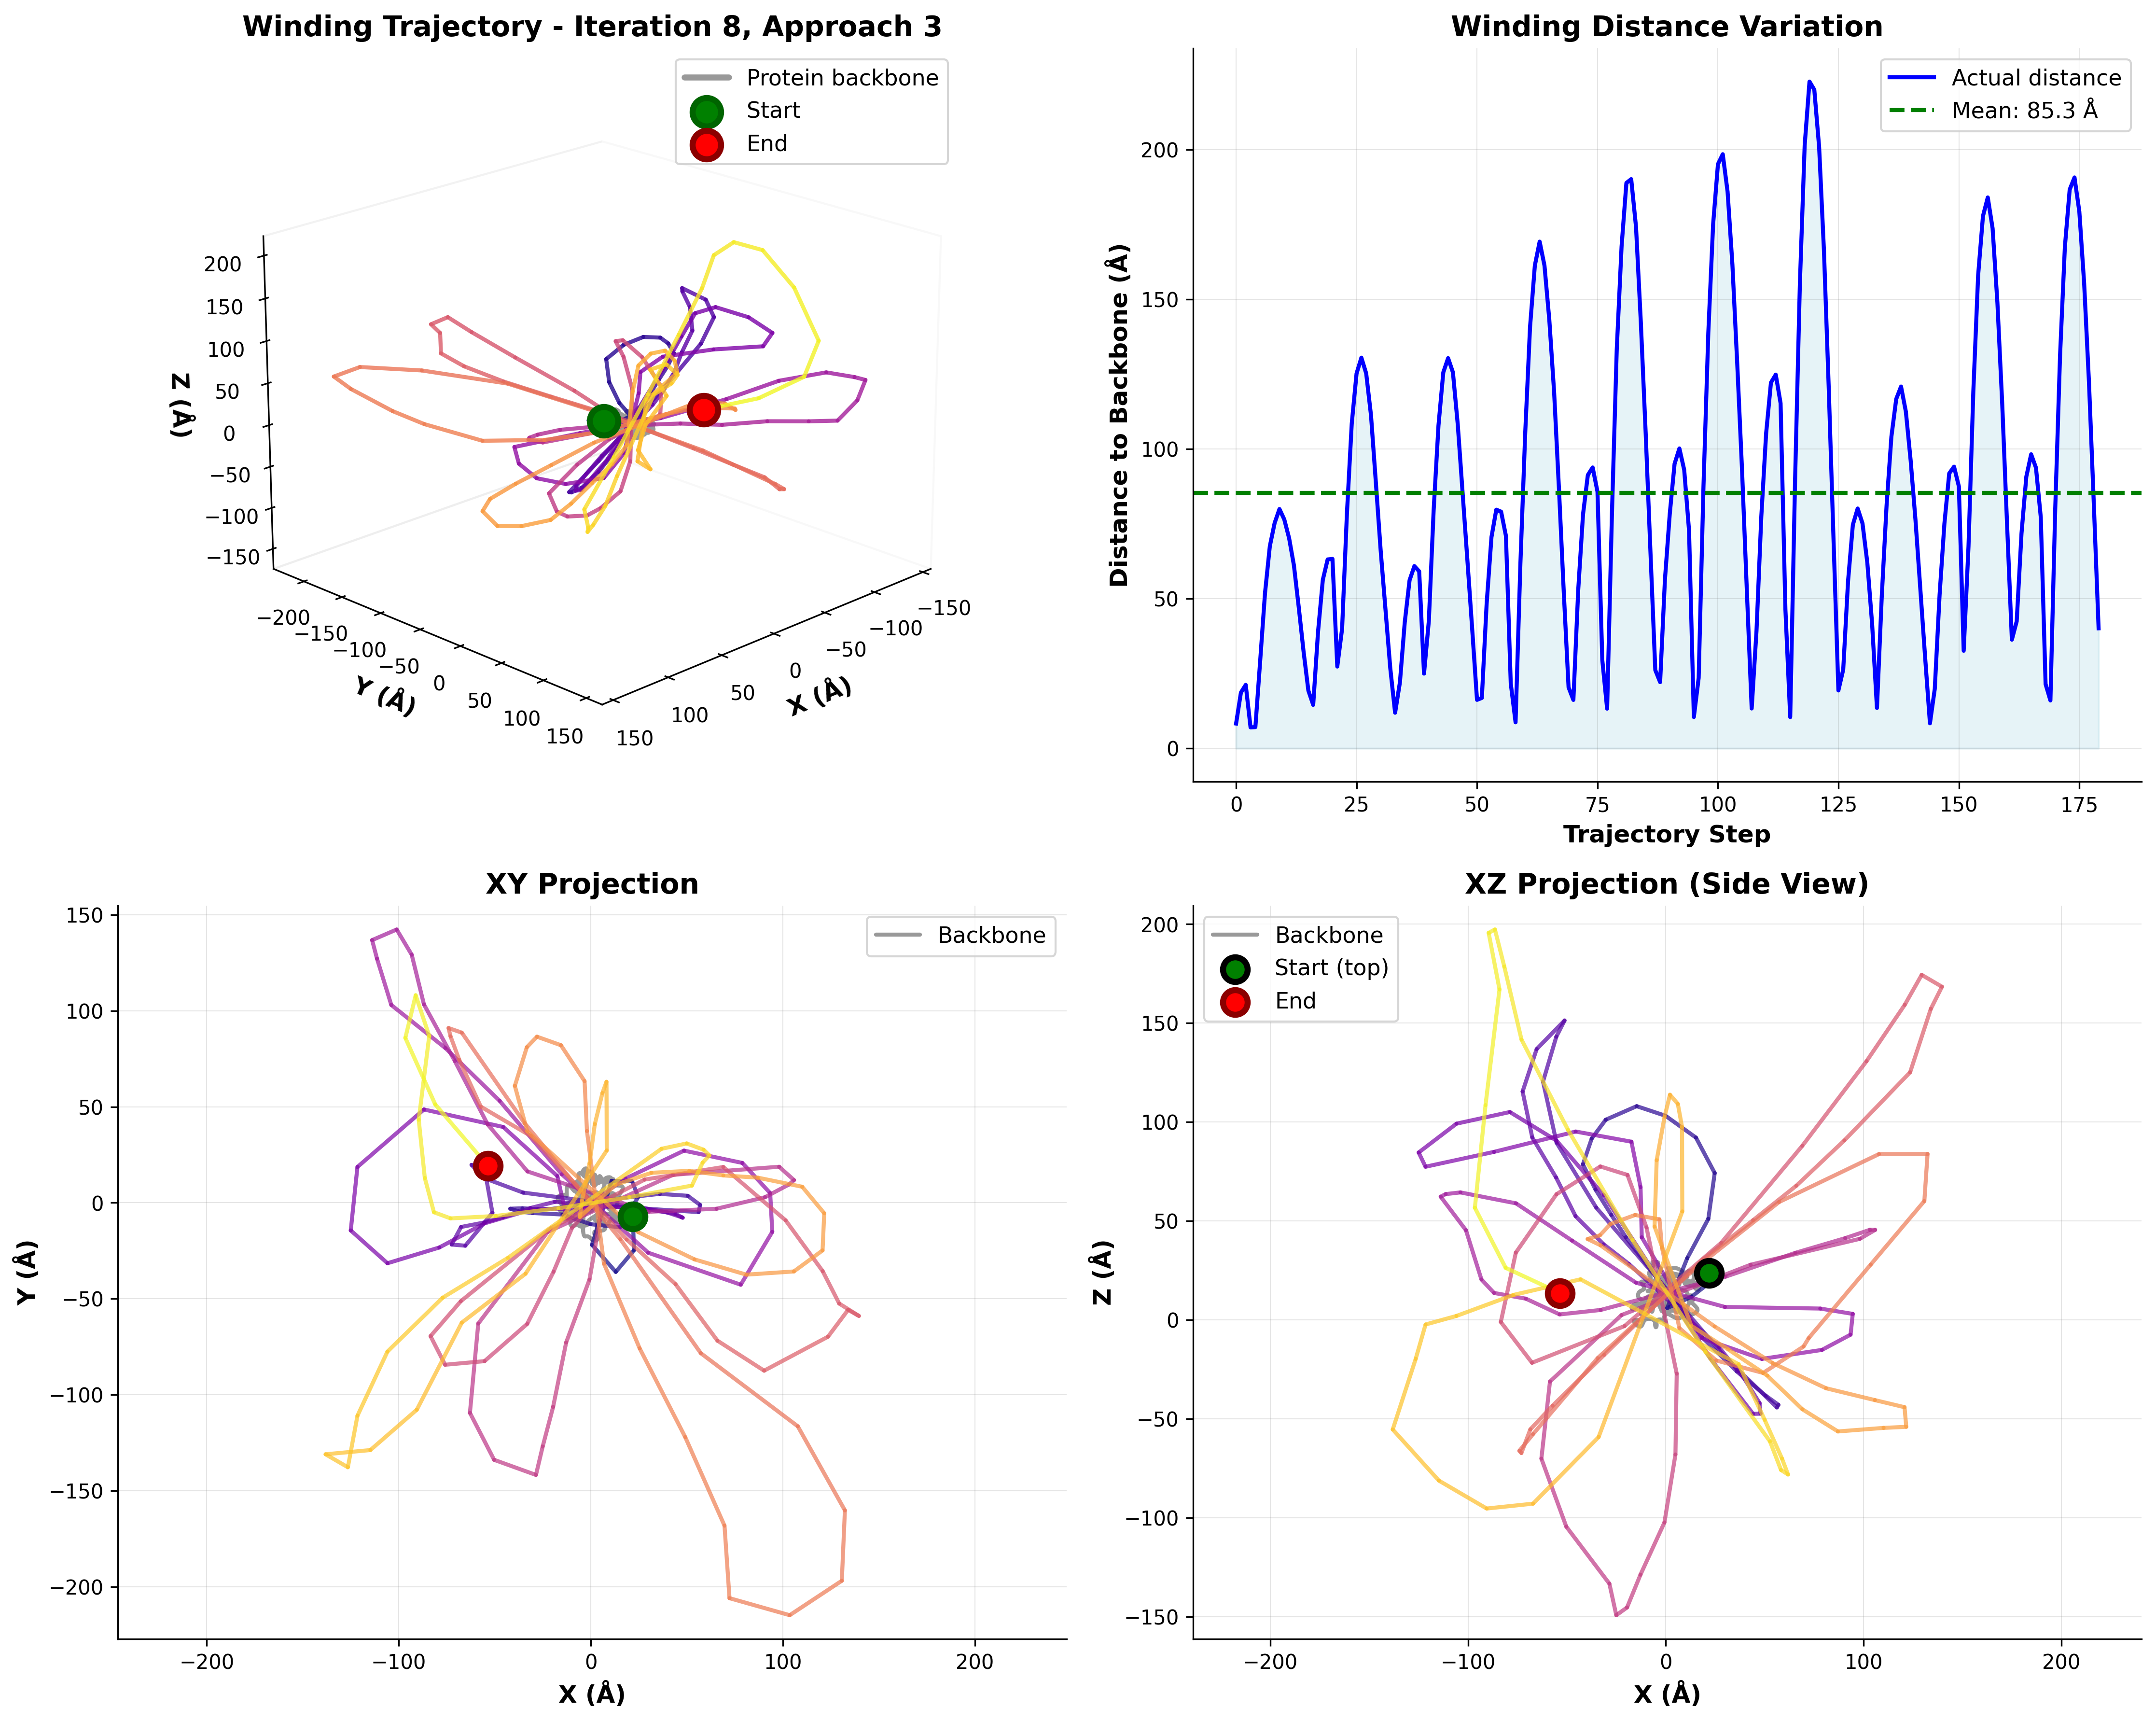 Winding Trajectory - Iteration 8, Approach 3
Protein backbone
Start
End
200
150
100
50
0
−50
−100
−150
Z (Å)
−200
−150
−100
−50
0
50
100
150
Y (Å)
150
100
50
0
−50
−100
−150
X (Å)
Winding Distance Variation
Actual distance
Mean: 85.3 Å
200
150
100
50
0
Distance to Backbone (Å)
0
25
50
75
100
125
150
175
Trajectory Step
XY Projection
Backbone
150
100
50
0
−50
−100
−150
−200
Y (Å)
−200
−100
0
100
200
X (Å)
XZ Projection (Side View)
Backbone
Start (top)
End
200
150
100
50
0
−50
−100
−150
Z (Å)
−200
−100
0
100
200
X (Å)